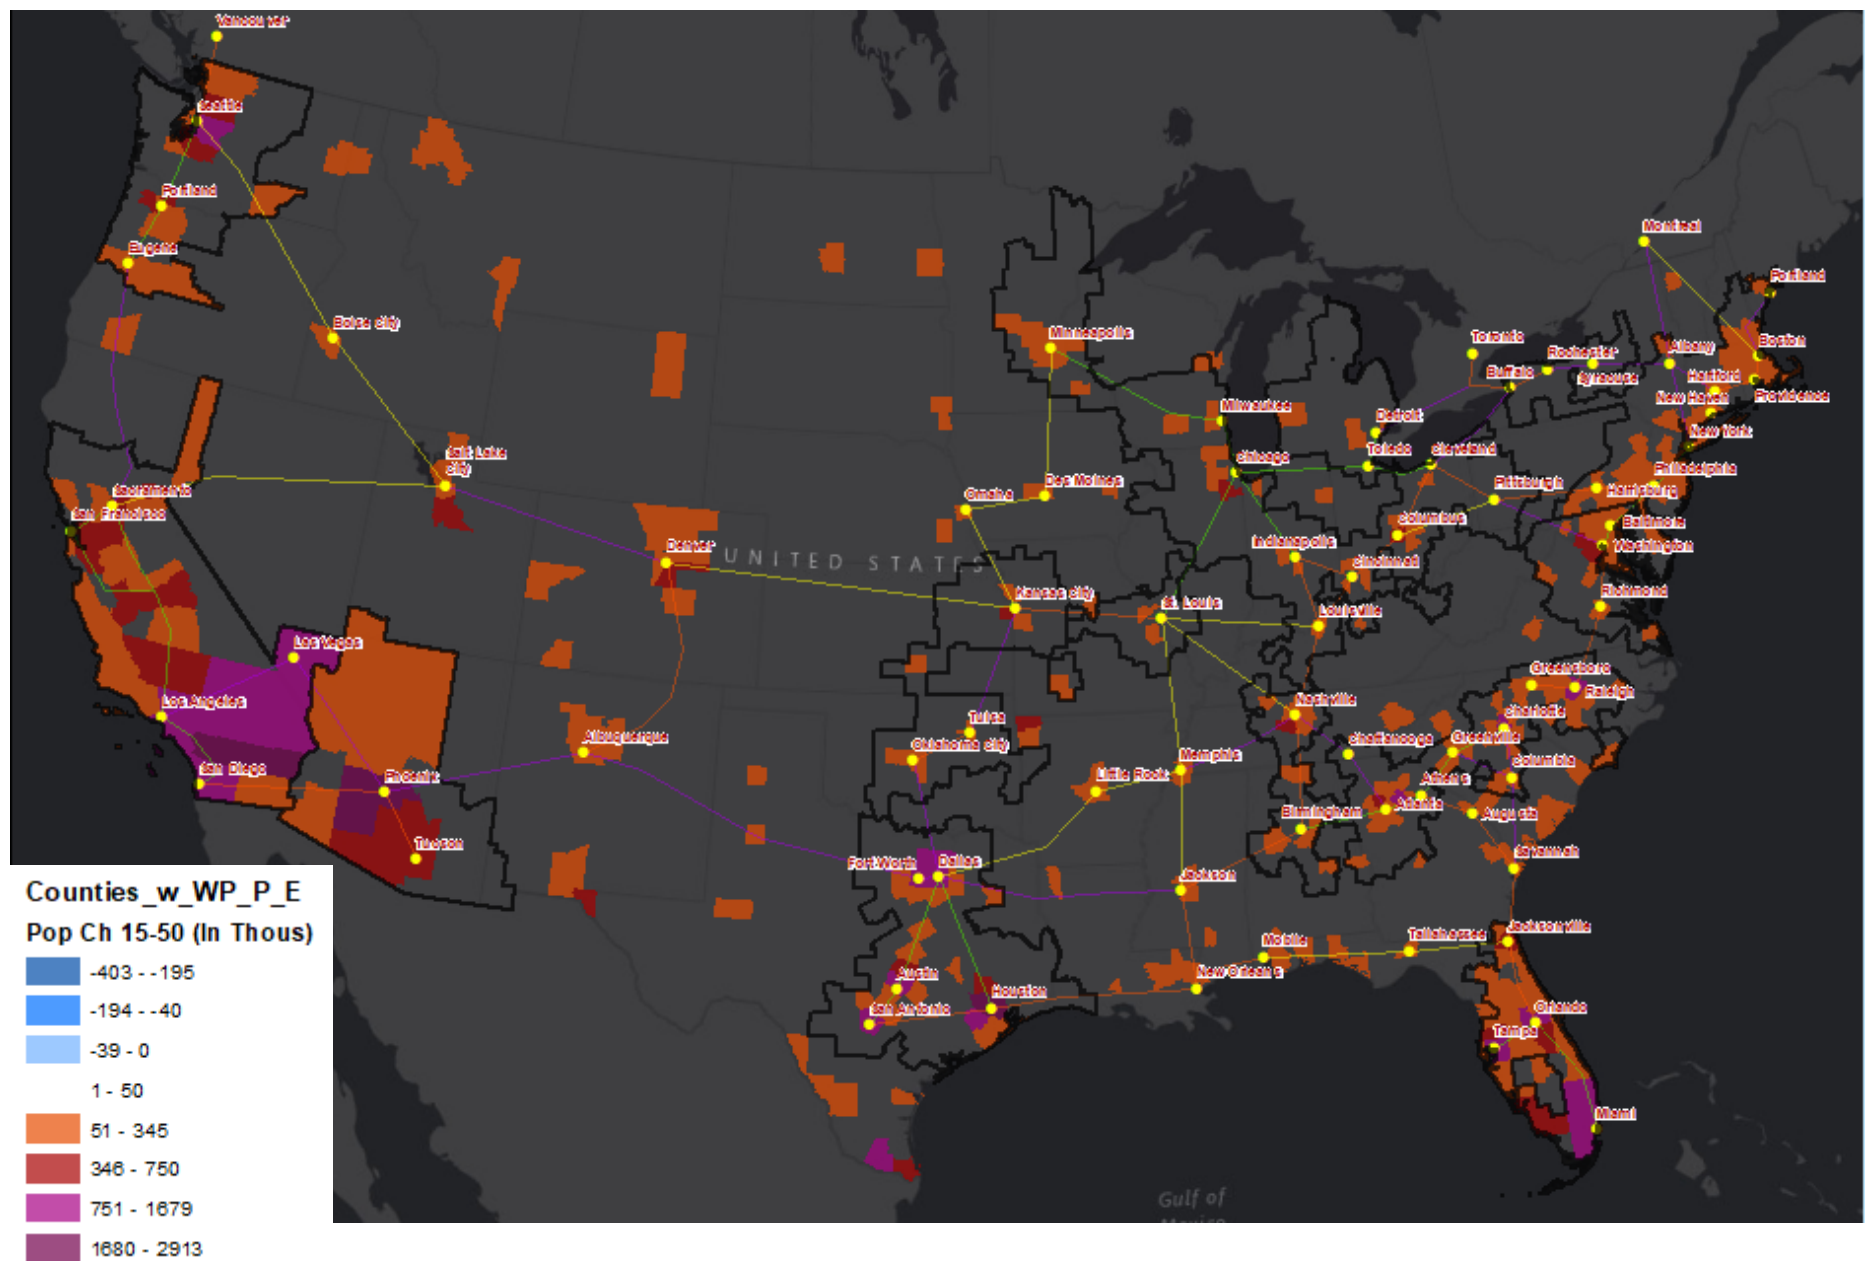 Vancouver
Seattle
Portland
Eugene
Boise City
Salt Lake
City
Sacramento
San Francisco
Las Vegas
Los Angeles
San Diego
Phoenix
Tucson
Denver
Albuquerque
UNITED STATES
Minneapolis
Des Moines
Omaha
Kansas City
St. Louis
Tulsa
Oklahoma City
Little Rock
Memphis
Fort Worth
Dallas
Jackson
Austin
San Antonio
Houston
New Orleans
Mobile
Tallahassee
Jacksonville
Orlando
Tampa
Miami
Milwaukee
Chicago
Detroit
Toledo
Cleveland
Pittsburgh
Columbus
Indianapolis
Cincinnati
Louisville
Nashville
Chattanooga
Birmingham
Atlanta
Athens
Augusta
Savannah
Greenville
Columbia
Charlotte
Greensboro
Raleigh
Richmond
Washington
Baltimore
Harrisburg
Philadelphia
New York
New Haven
Hartford
Providence
Boston
Portland
Albany
Montreal
Toronto
Buffalo
Rochester
Syracuse
Gulf of
Mexico
Counties_w_WP_P_E
Pop Ch 15-50 (In Thous)
-403 - -195
-194 - -40
-39 - 0
1 - 50
51 - 345
346 - 750
751 - 1679
1680 - 2913